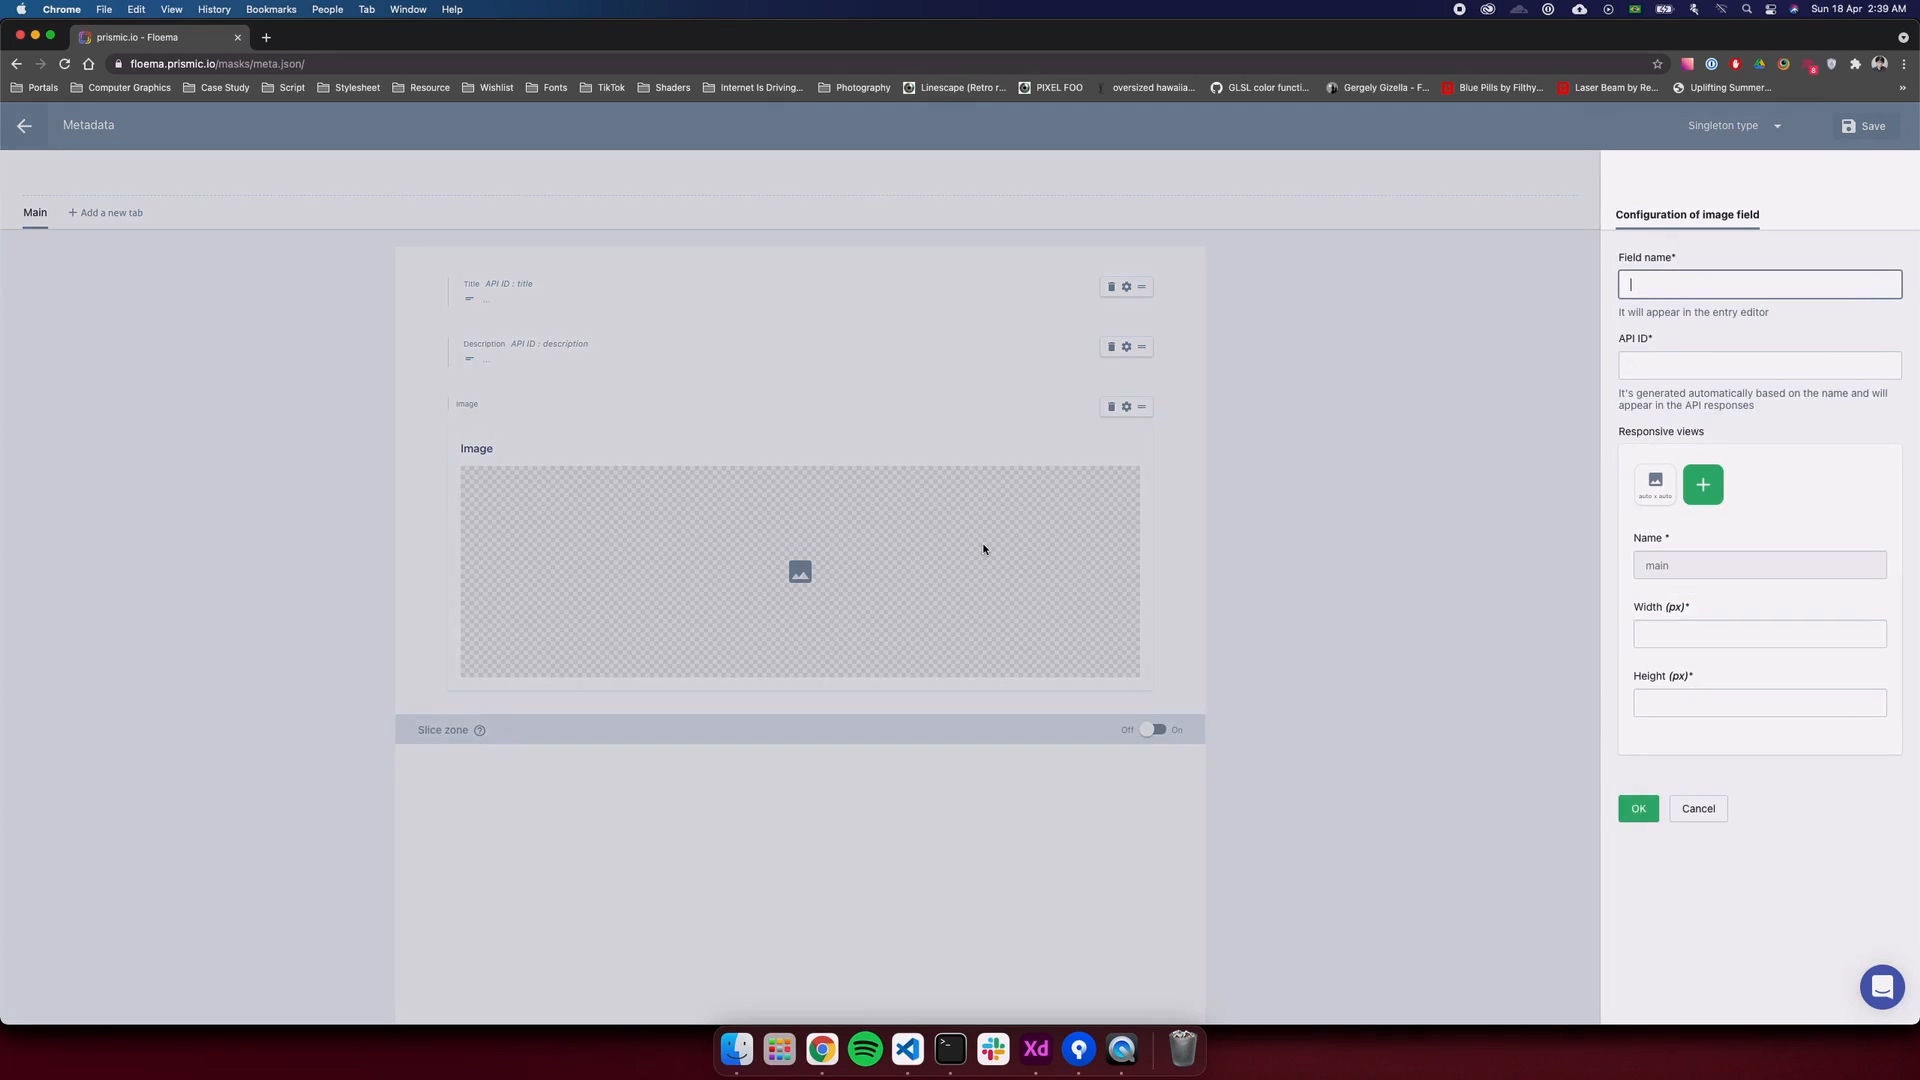 Chrome File Edit View History Bookmarks People Tab Window Help Sun 18 Apr 2:39 AM
prismic.io - Floema
floema.prismic.io/masks/meta.json/
8
Portals Computer Graphics Case Study Script Stylesheet Resource Wishlist Fonts TikTok Shaders Internet Is Driving... Photography Linescape (Retro r... PIXEL FOO oversized hawaiia... GLSL color functi... Gergely Gizella - F... Blue Pills by Filthy... Laser Beam by Re... Uplifting Summer... »
Metadata Singleton type Save
Main + Add a new tab
Configuration of image field
Title API ID : title
...
Description API ID : description
...
Image
Image
Slice zone Off On
Field name*
It will appear in the entry editor
API ID*
It's generated automatically based on the name and will
appear in the API responses
Responsive views
auto x auto
Name *
main
Width (px)*
Height (px)*
OK Cancel
Xd